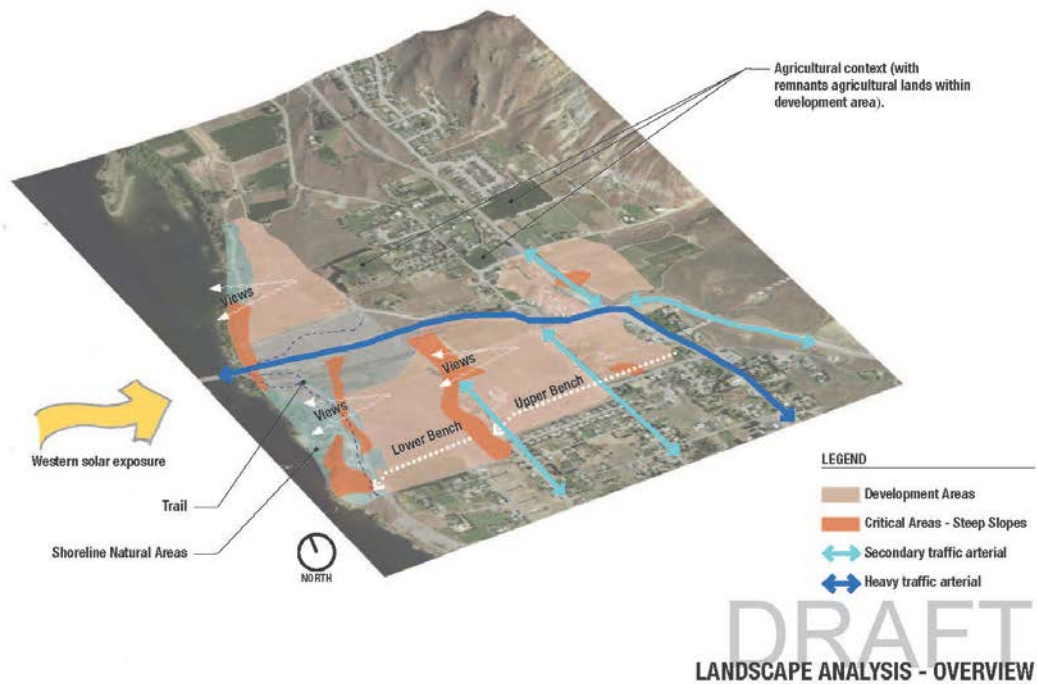 Agricultural context (with
remnants agricultural lands within
development area).
Views
Views
Views
Upper Bench
Lower Bench
Western solar exposure
Trail
Shoreline Natural Areas
NORTH
LEGEND
Development Areas
Critical Areas - Steep Slopes
Secondary traffic arterial
Heavy traffic arterial
DRAFT
LANDSCAPE ANALYSIS - OVERVIEW